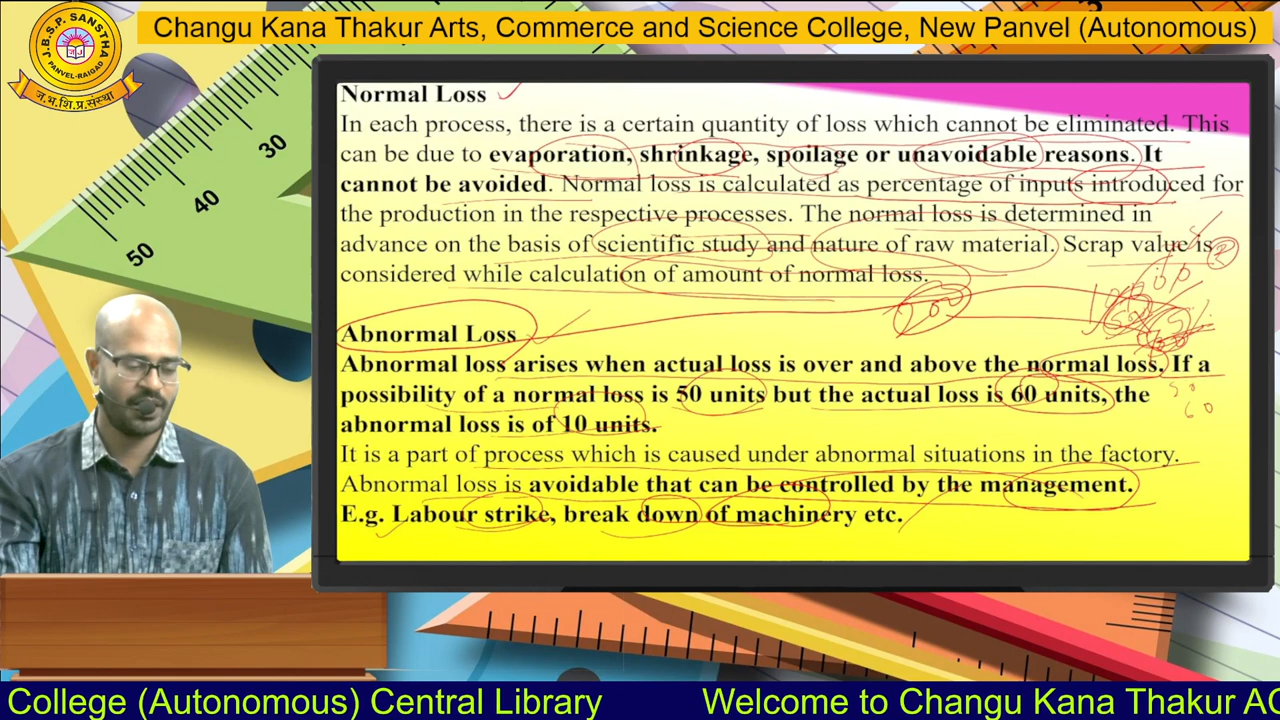 Changu Kana Thakur Arts, Commerce and Science College, New Panvel (Autonomous)
J.B.S.P. SANSTHA
PANVEL-RAIGAD
ज.भ.शि.प्र.संस्था
30
40
50
Normal Loss
In each process, there is a certain quantity of loss which cannot be eliminated. This
can be due to evaporation, shrinkage, spoilage or unavoidable reasons. It
cannot be avoided. Normal loss is calculated as percentage of inputs introduced for
the production in the respective processes. The normal loss is determined in
advance on the basis of scientific study and nature of raw material. Scrap value is
considered while calculation of amount of normal loss.
Abnormal Loss
Abnormal loss arises when actual loss is over and above the normal loss, If a
possibility of a normal loss is 50 units but the actual loss is 60 units, the
50
60
abnormal loss is of 10 units.
It is a part of process which is caused under abnormal situations in the factory.
Abnormal loss is avoidable that can be controlled by the management.
E.g. Labour strike, break down of machinery etc.
College (Autonomous) Central Library Welcome to Changu Kana Thakur AC